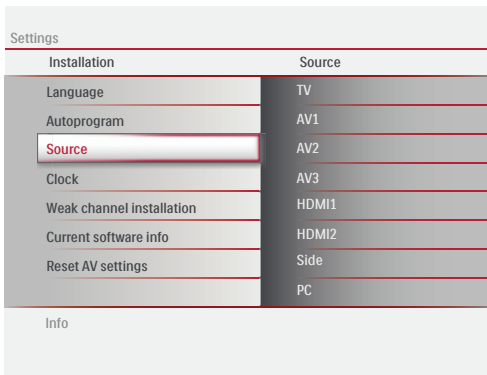 Settings
Installation
Source
Language
TV
Autoprogram
AV1
Source
AV2
Clock
AV3
Weak channel installation
HDMI1
Current software info
HDMI2
Reset AV settings
Side
PC
Info